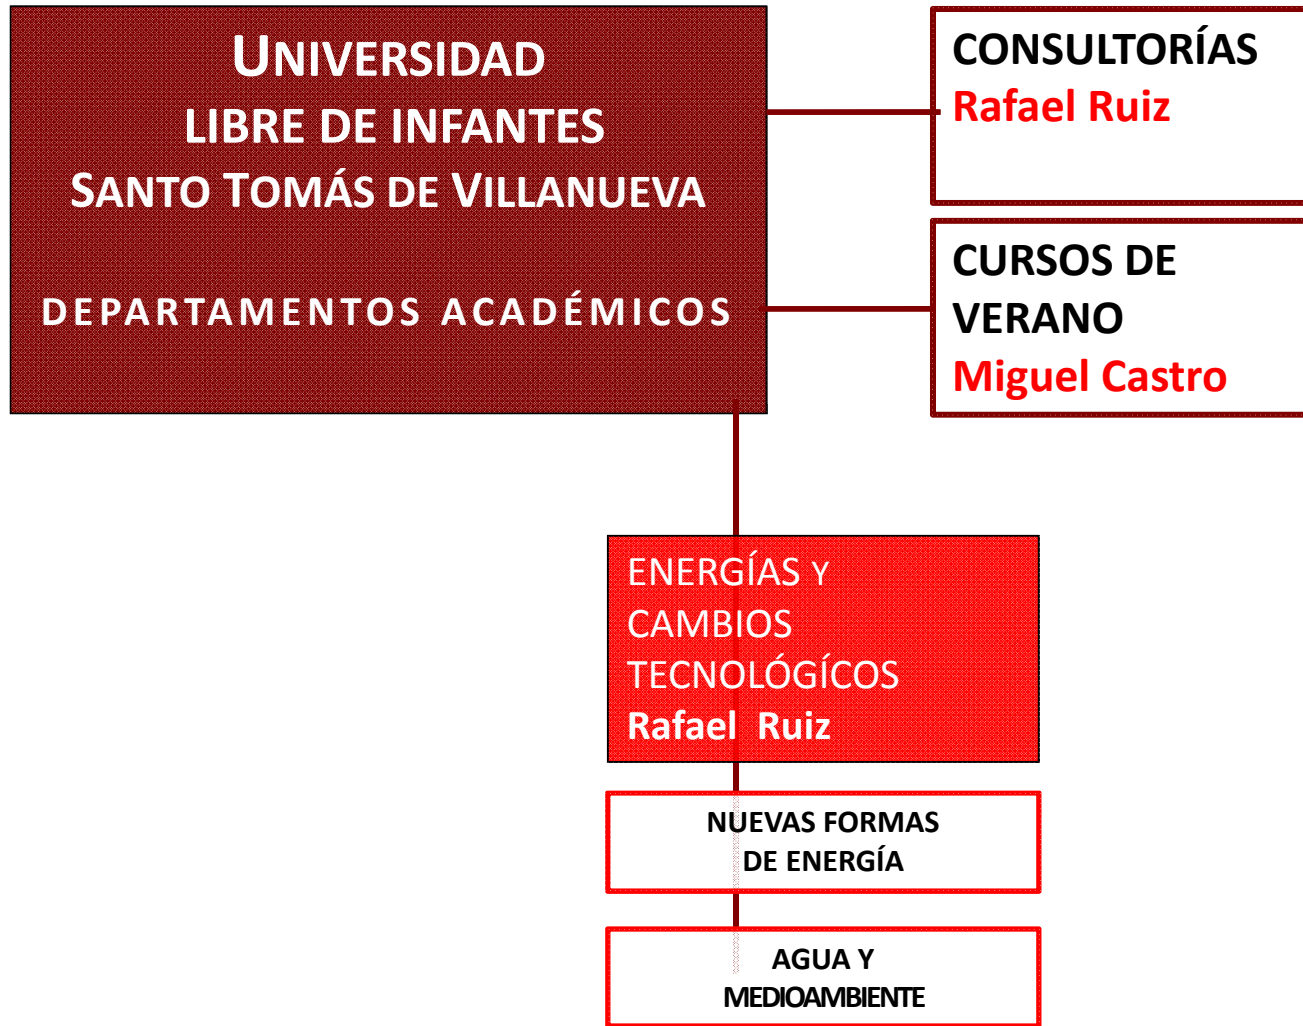 UNIVERSIDAD
LIBRE DE INFANTES
SANTO TOMÁS DE VILLANUEVA
DEPARTAMENTOS ACADÉMICOS
CONSULTORÍAS
Rafael Ruiz
CURSOS DE
VERANO
Miguel Castro
ENERGÍAS Y
CAMBIOS
TECNOLÓGÍCOS
Rafael Ruiz
NUEVAS FORMAS
DE ENERGÍA
AGUA Y
MEDIOAMBIENTE